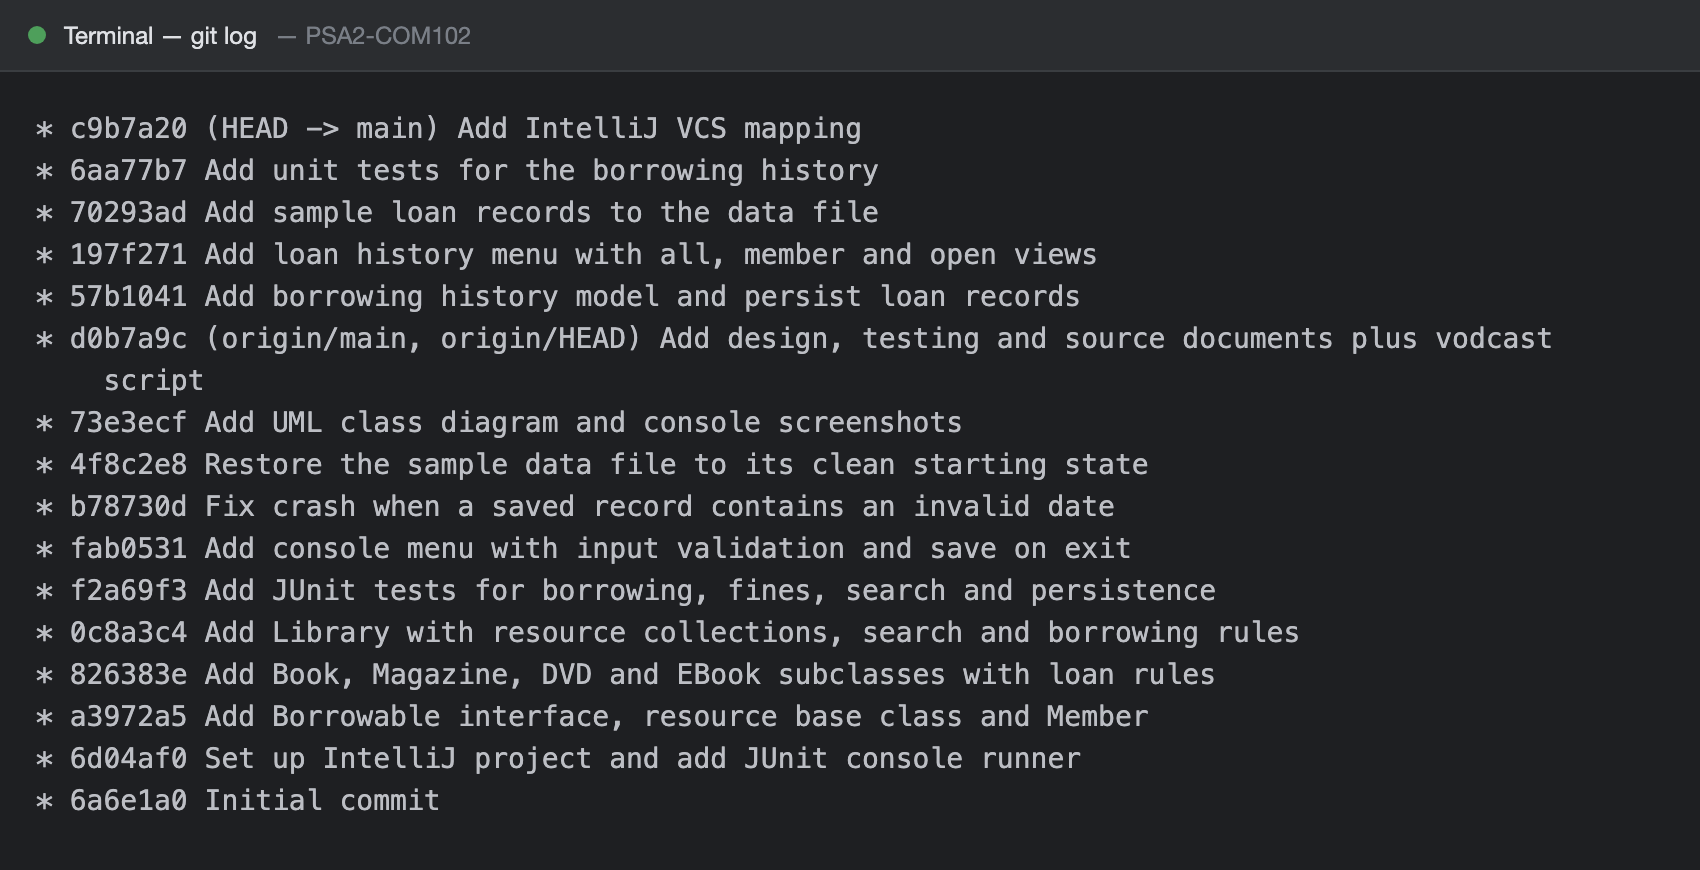 Terminal — git log — PSA2-COM102
* c9b7a20 (HEAD -> main) Add IntelliJ VCS mapping
* 6aa77b7 Add unit tests for the borrowing history
* 70293ad Add sample loan records to the data file
* 197f271 Add loan history menu with all, member and open views
* 57b1041 Add borrowing history model and persist loan records
* d0b7a9c (origin/main, origin/HEAD) Add design, testing and source documents plus vodcast
script
* 73e3ecf Add UML class diagram and console screenshots
* 4f8c2e8 Restore the sample data file to its clean starting state
* b78730d Fix crash when a saved record contains an invalid date
* fab0531 Add console menu with input validation and save on exit
* f2a69f3 Add JUnit tests for borrowing, fines, search and persistence
* 0c8a3c4 Add Library with resource collections, search and borrowing rules
* 826383e Add Book, Magazine, DVD and EBook subclasses with loan rules
* a3972a5 Add Borrowable interface, resource base class and Member
* 6d04af0 Set up IntelliJ project and add JUnit console runner
* 6a6e1a0 Initial commit